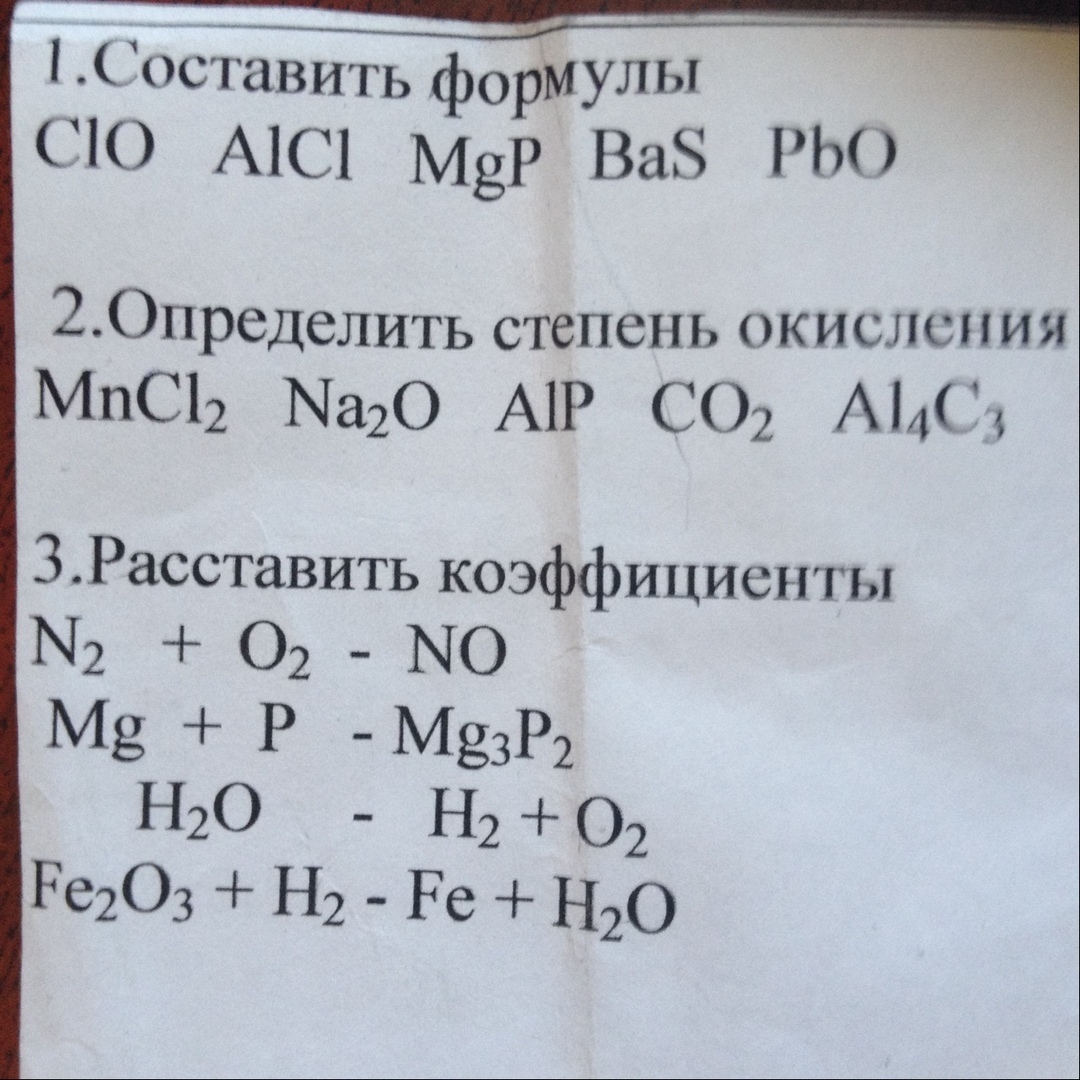 1.Составить формулы
ClO AlCl MgP BaS PbO
2.Определить степень окисления
MnCl₂ Na₂O AlP CO₂ Al₄C₃
3.Расставить коэффициенты
N₂ + O₂ - NO
Mg + P - Mg₃P₂
H₂O - H₂ + O₂
Fe₂O₃ + H₂ - Fe + H₂O